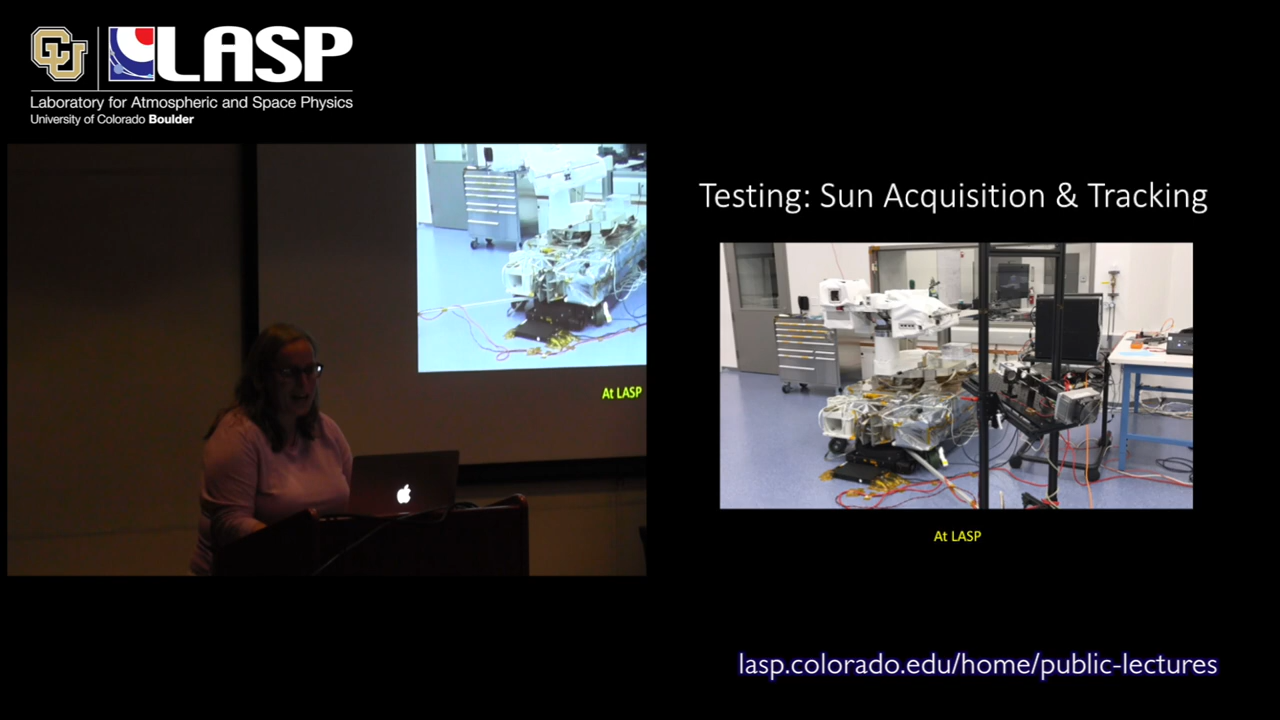 CU LASP
Laboratory for Atmospheric and Space Physics
University of Colorado Boulder
At LASP
Testing: Sun Acquisition & Tracking
At LASP
lasp.colorado.edu/home/public-lectures